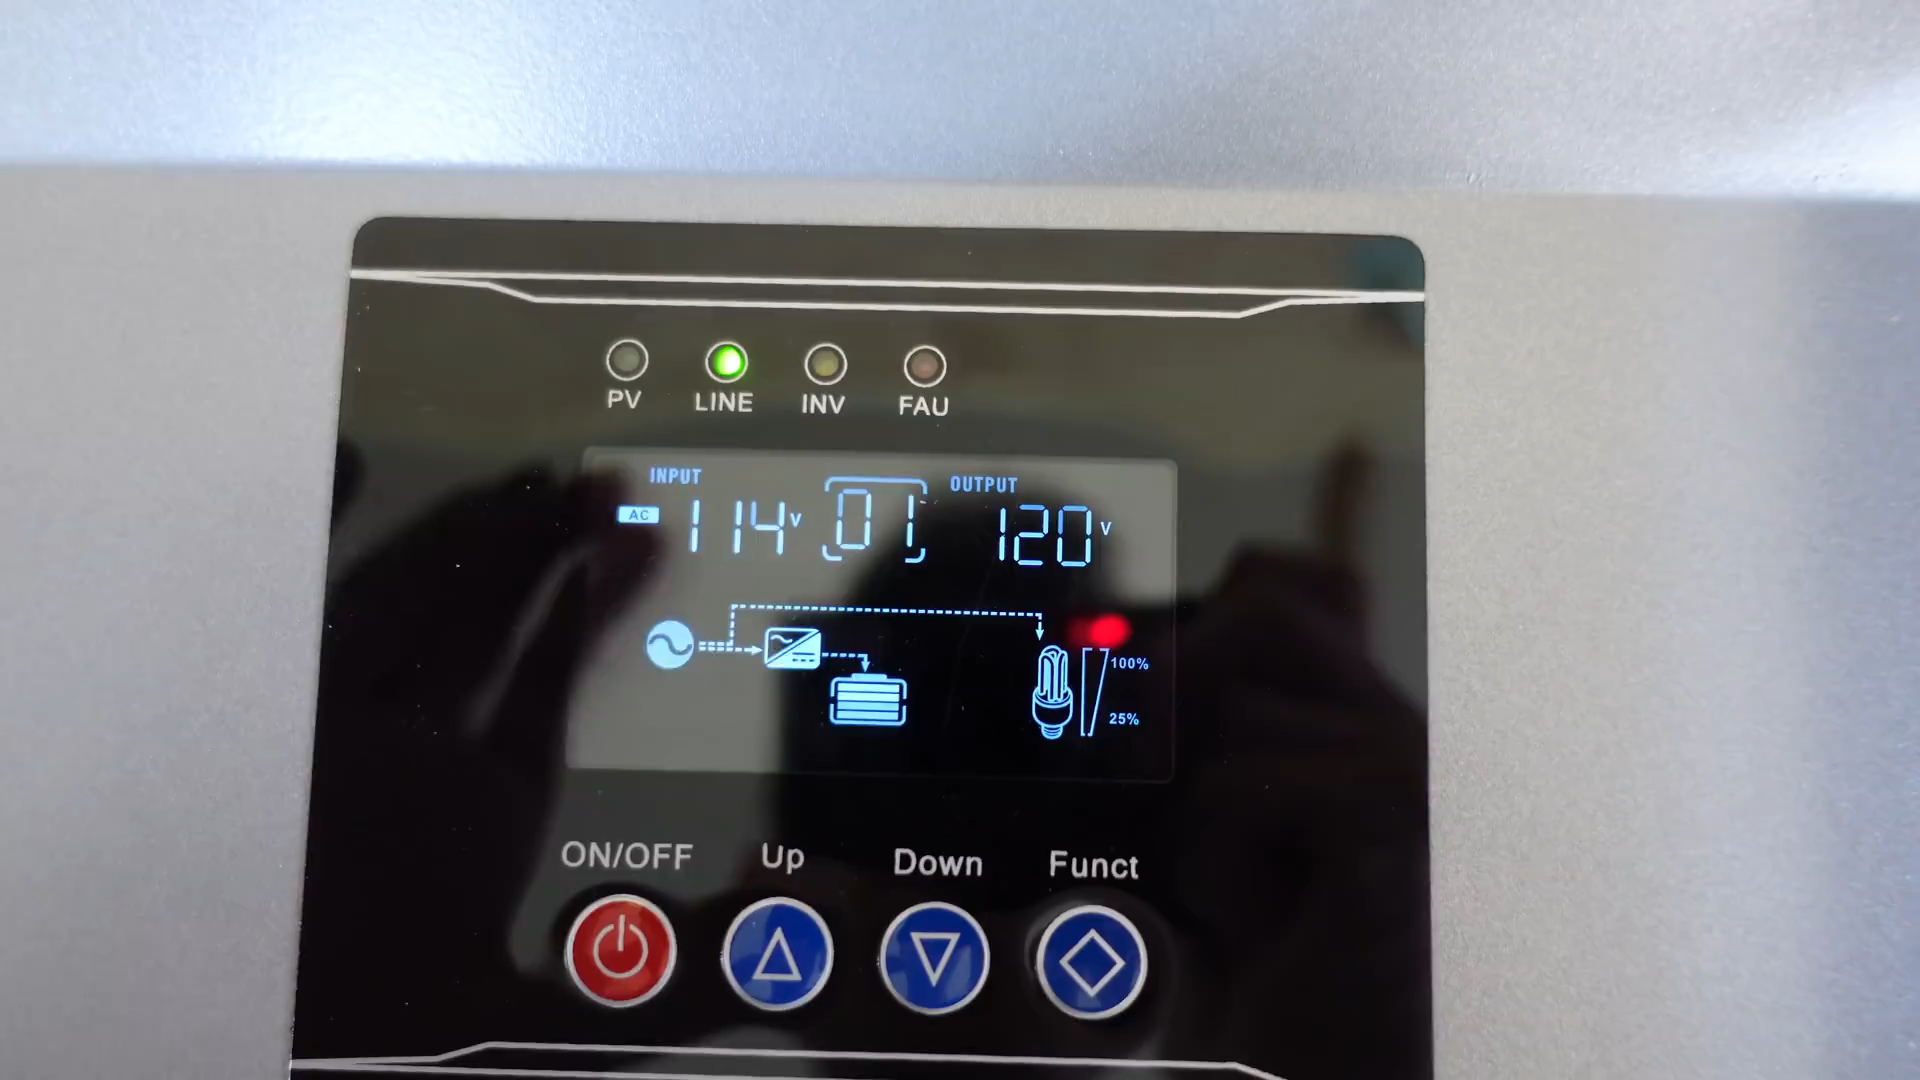 PV LINE INV FAU
INPUT OUTPUT
AC 114V 01 120V
100%
25%
ON/OFF Up Down Funct